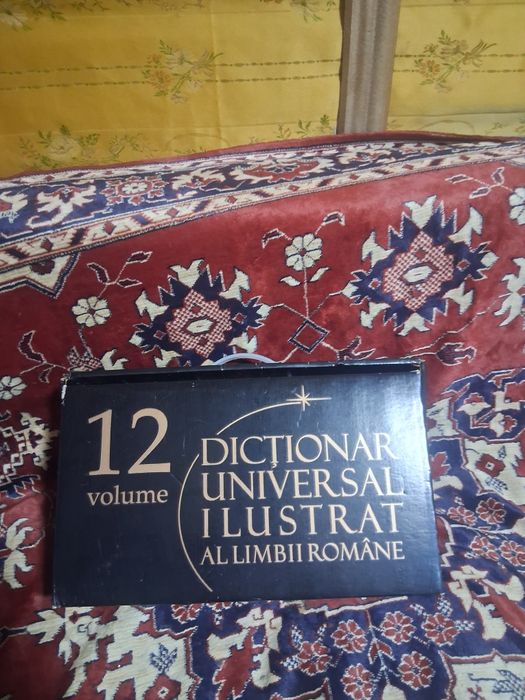 12
volume
DICȚIONAR
UNIVERSAL
ILUSTRAT
AL LIMBII ROMÂNE